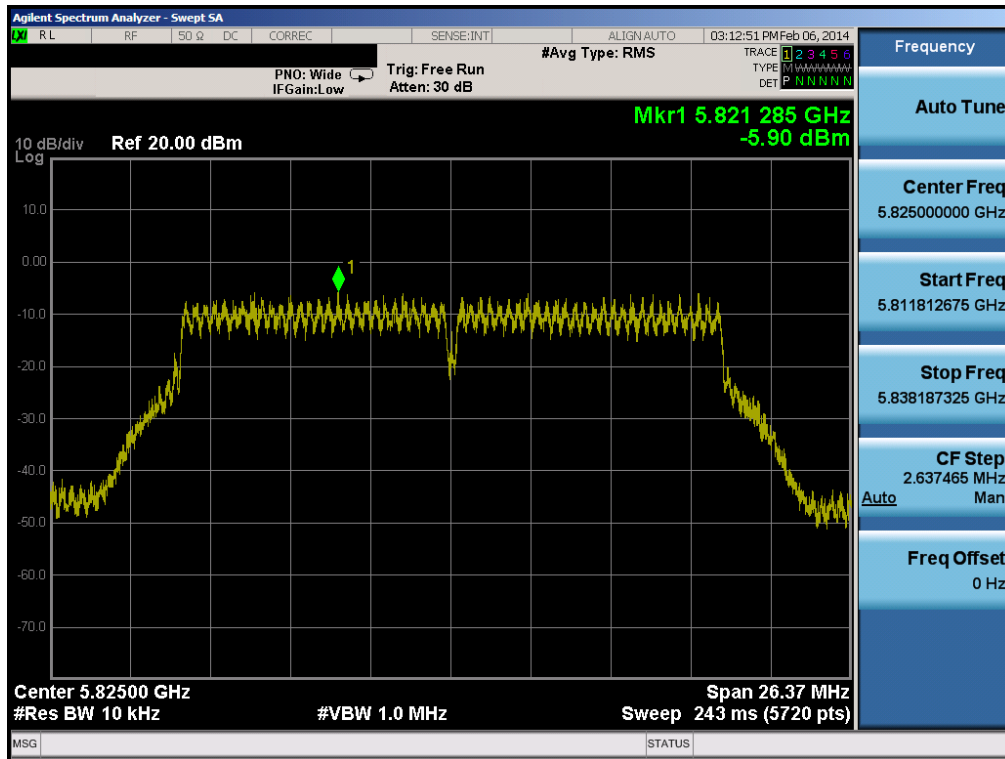 Agilent Spectrum Analyzer - Swept SA
LXI RL RF 50 Ω DC CORREC SENSE:INT ALIGN AUTO 03:12:51 PM Feb 06, 2014
#Avg Type: RMS TRACE 1 2 3 4 5 6
PNO: Wide Trig: Free Run TYPE M WWWWW
IFGain:Low Atten: 30 dB DET P N N N N N
Mkr1 5.821 285 GHz
-5.90 dBm
10 dB/div Ref 20.00 dBm
Log
10.0
0.00
1
-10.0
-20.0
-30.0
-40.0
-50.0
-60.0
-70.0
Center 5.82500 GHz Span 26.37 MHz
#Res BW 10 kHz #VBW 1.0 MHz Sweep 243 ms (5720 pts)
MSG STATUS
Frequency
Auto Tune
Center Freq
5.825000000 GHz
Start Freq
5.811812675 GHz
Stop Freq
5.838187325 GHz
CF Step
2.637465 MHz
Auto Man
Freq Offset
0 Hz